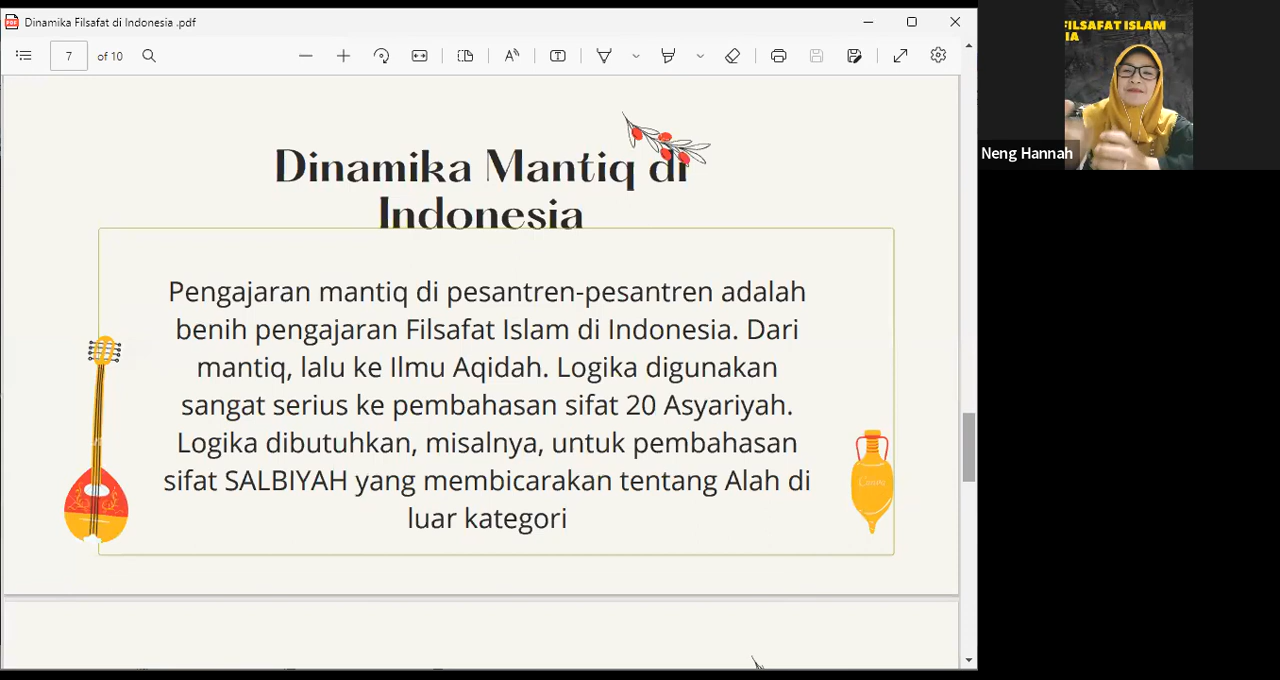 Dinamika Filsafat di Indonesia .pdf
7 of 10
Dinamika Mantiq di
Indonesia
Pengajaran mantiq di pesantren-pesantren adalah
benih pengajaran Filsafat Islam di Indonesia. Dari
mantiq, lalu ke Ilmu Aqidah. Logika digunakan
sangat serius ke pembahasan sifat 20 Asyariyah.
Logika dibutuhkan, misalnya, untuk pembahasan
sifat SALBIYAH yang membicarakan tentang Alah di
luar kategori
Canva
FILSAFAT ISLAM
IA
Neng Hannah